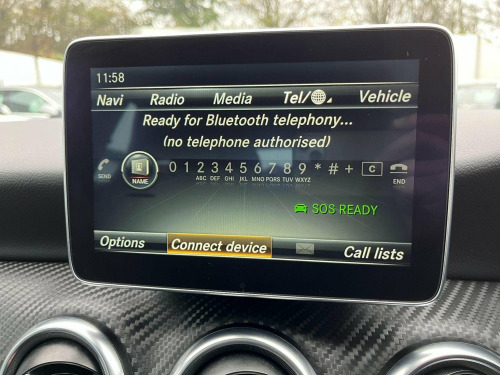 11:58
Navi Radio Media Tel/ Vehicle
Ready for Bluetooth telephony...
(no telephone authorised)
0 1 2 3 4 5 6 7 8 9 * # + C
SEND NAME ABC DEF GHI JKL MNO PQRS TUV WXYZ END
SOS READY
Options Connect device Call lists